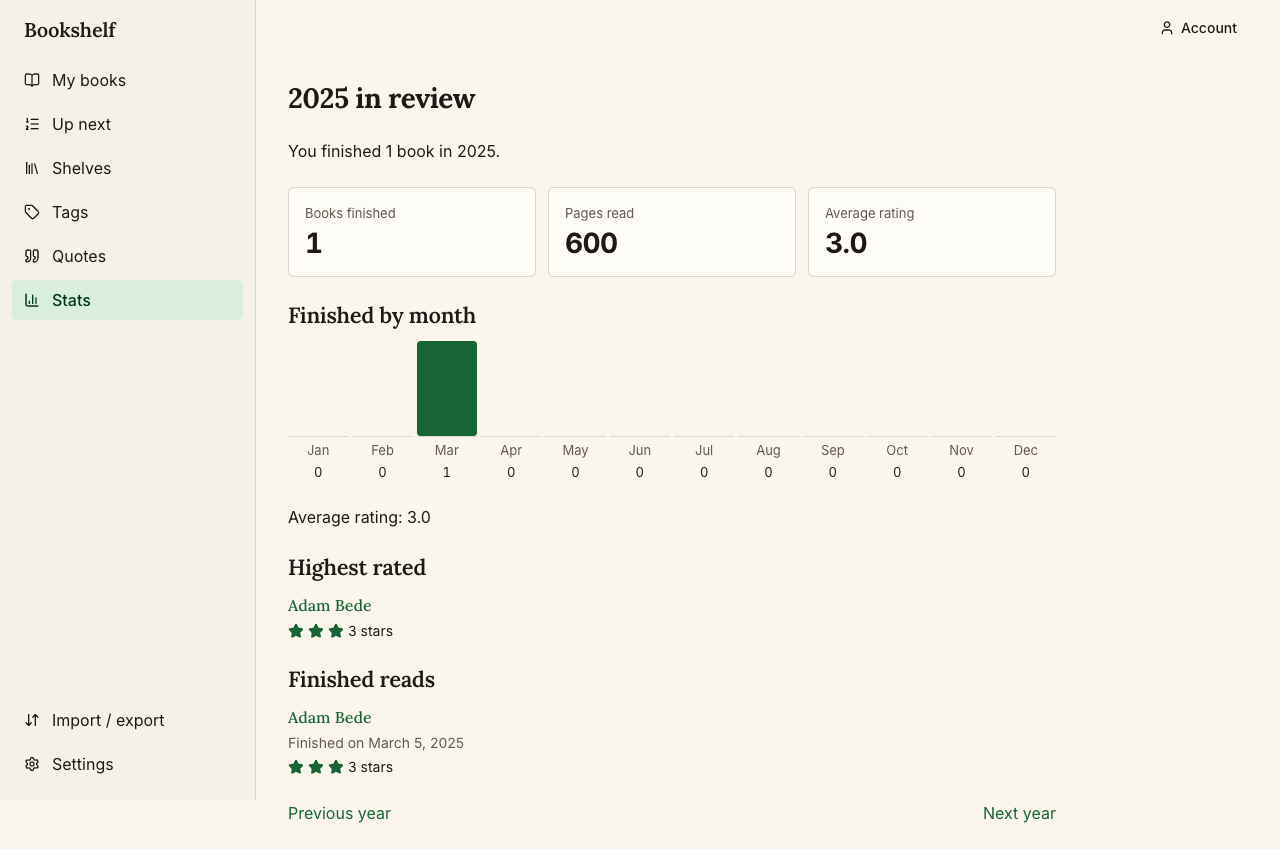 Bookshelf
My books
Up next
Shelves
Tags
Quotes
Stats
Import / export
Settings
Account
2025 in review
You finished 1 book in 2025.
Books finished
1
Pages read
600
Average rating
3.0
Finished by month
Jan Feb Mar Apr May Jun Jul Aug Sep Oct Nov Dec
0 0 1 0 0 0 0 0 0 0 0 0
Average rating: 3.0
Highest rated
Adam Bede
3 stars
Finished reads
Adam Bede
Finished on March 5, 2025
3 stars
Previous year Next year